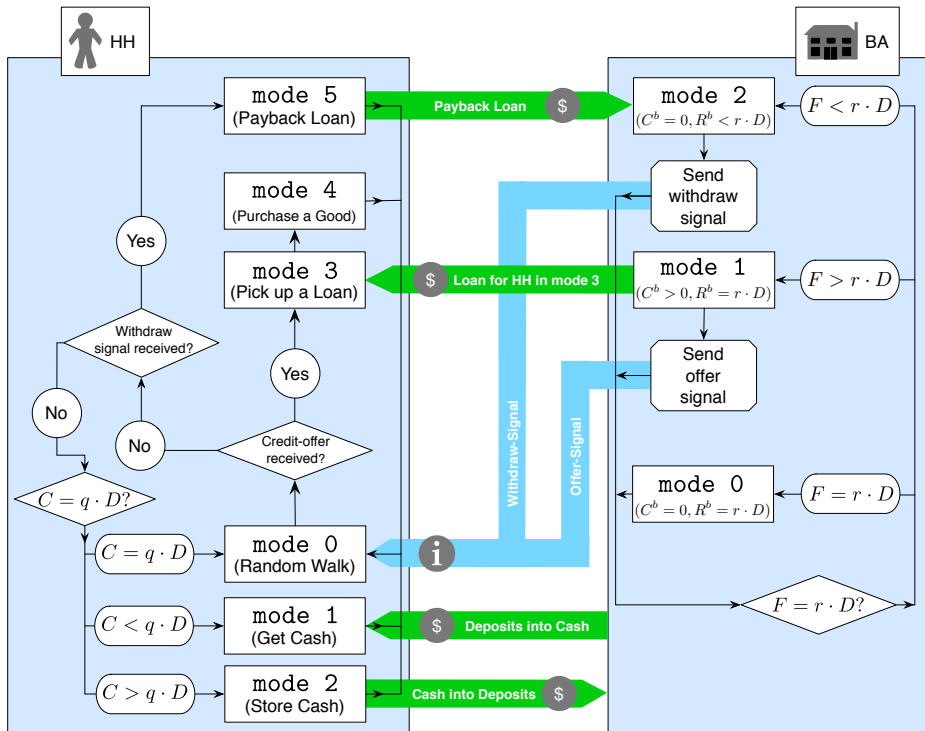 HH
BA
mode 5
(Payback Loan)
Payback Loan
$
mode 2
(C^b = 0, R^b < r · D)
F < r · D
mode 4
(Purchase a Good)
Send
withdraw
signal
Yes
mode 3
(Pick up a Loan)
$
Loan for HH in mode 3
mode 1
(C^b > 0, R^b = r · D)
F > r · D
Withdraw
signal received?
Yes
Send
offer
signal
No
No
Credit-offer
received?
Withdraw-Signal
Offer-Signal
C = q · D?
mode 0
(C^b = 0, R^b = r · D)
F = r · D
C = q · D
mode 0
(Random Walk)
i
F = r · D?
C < q · D
mode 1
(Get Cash)
$
Deposits into Cash
C > q · D
mode 2
(Store Cash)
Cash into Deposits
$